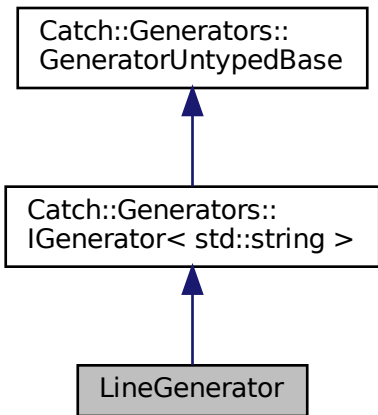 Catch::Generators::
GeneratorUntypedBase
Catch::Generators::
IGenerator< std::string >
LineGenerator